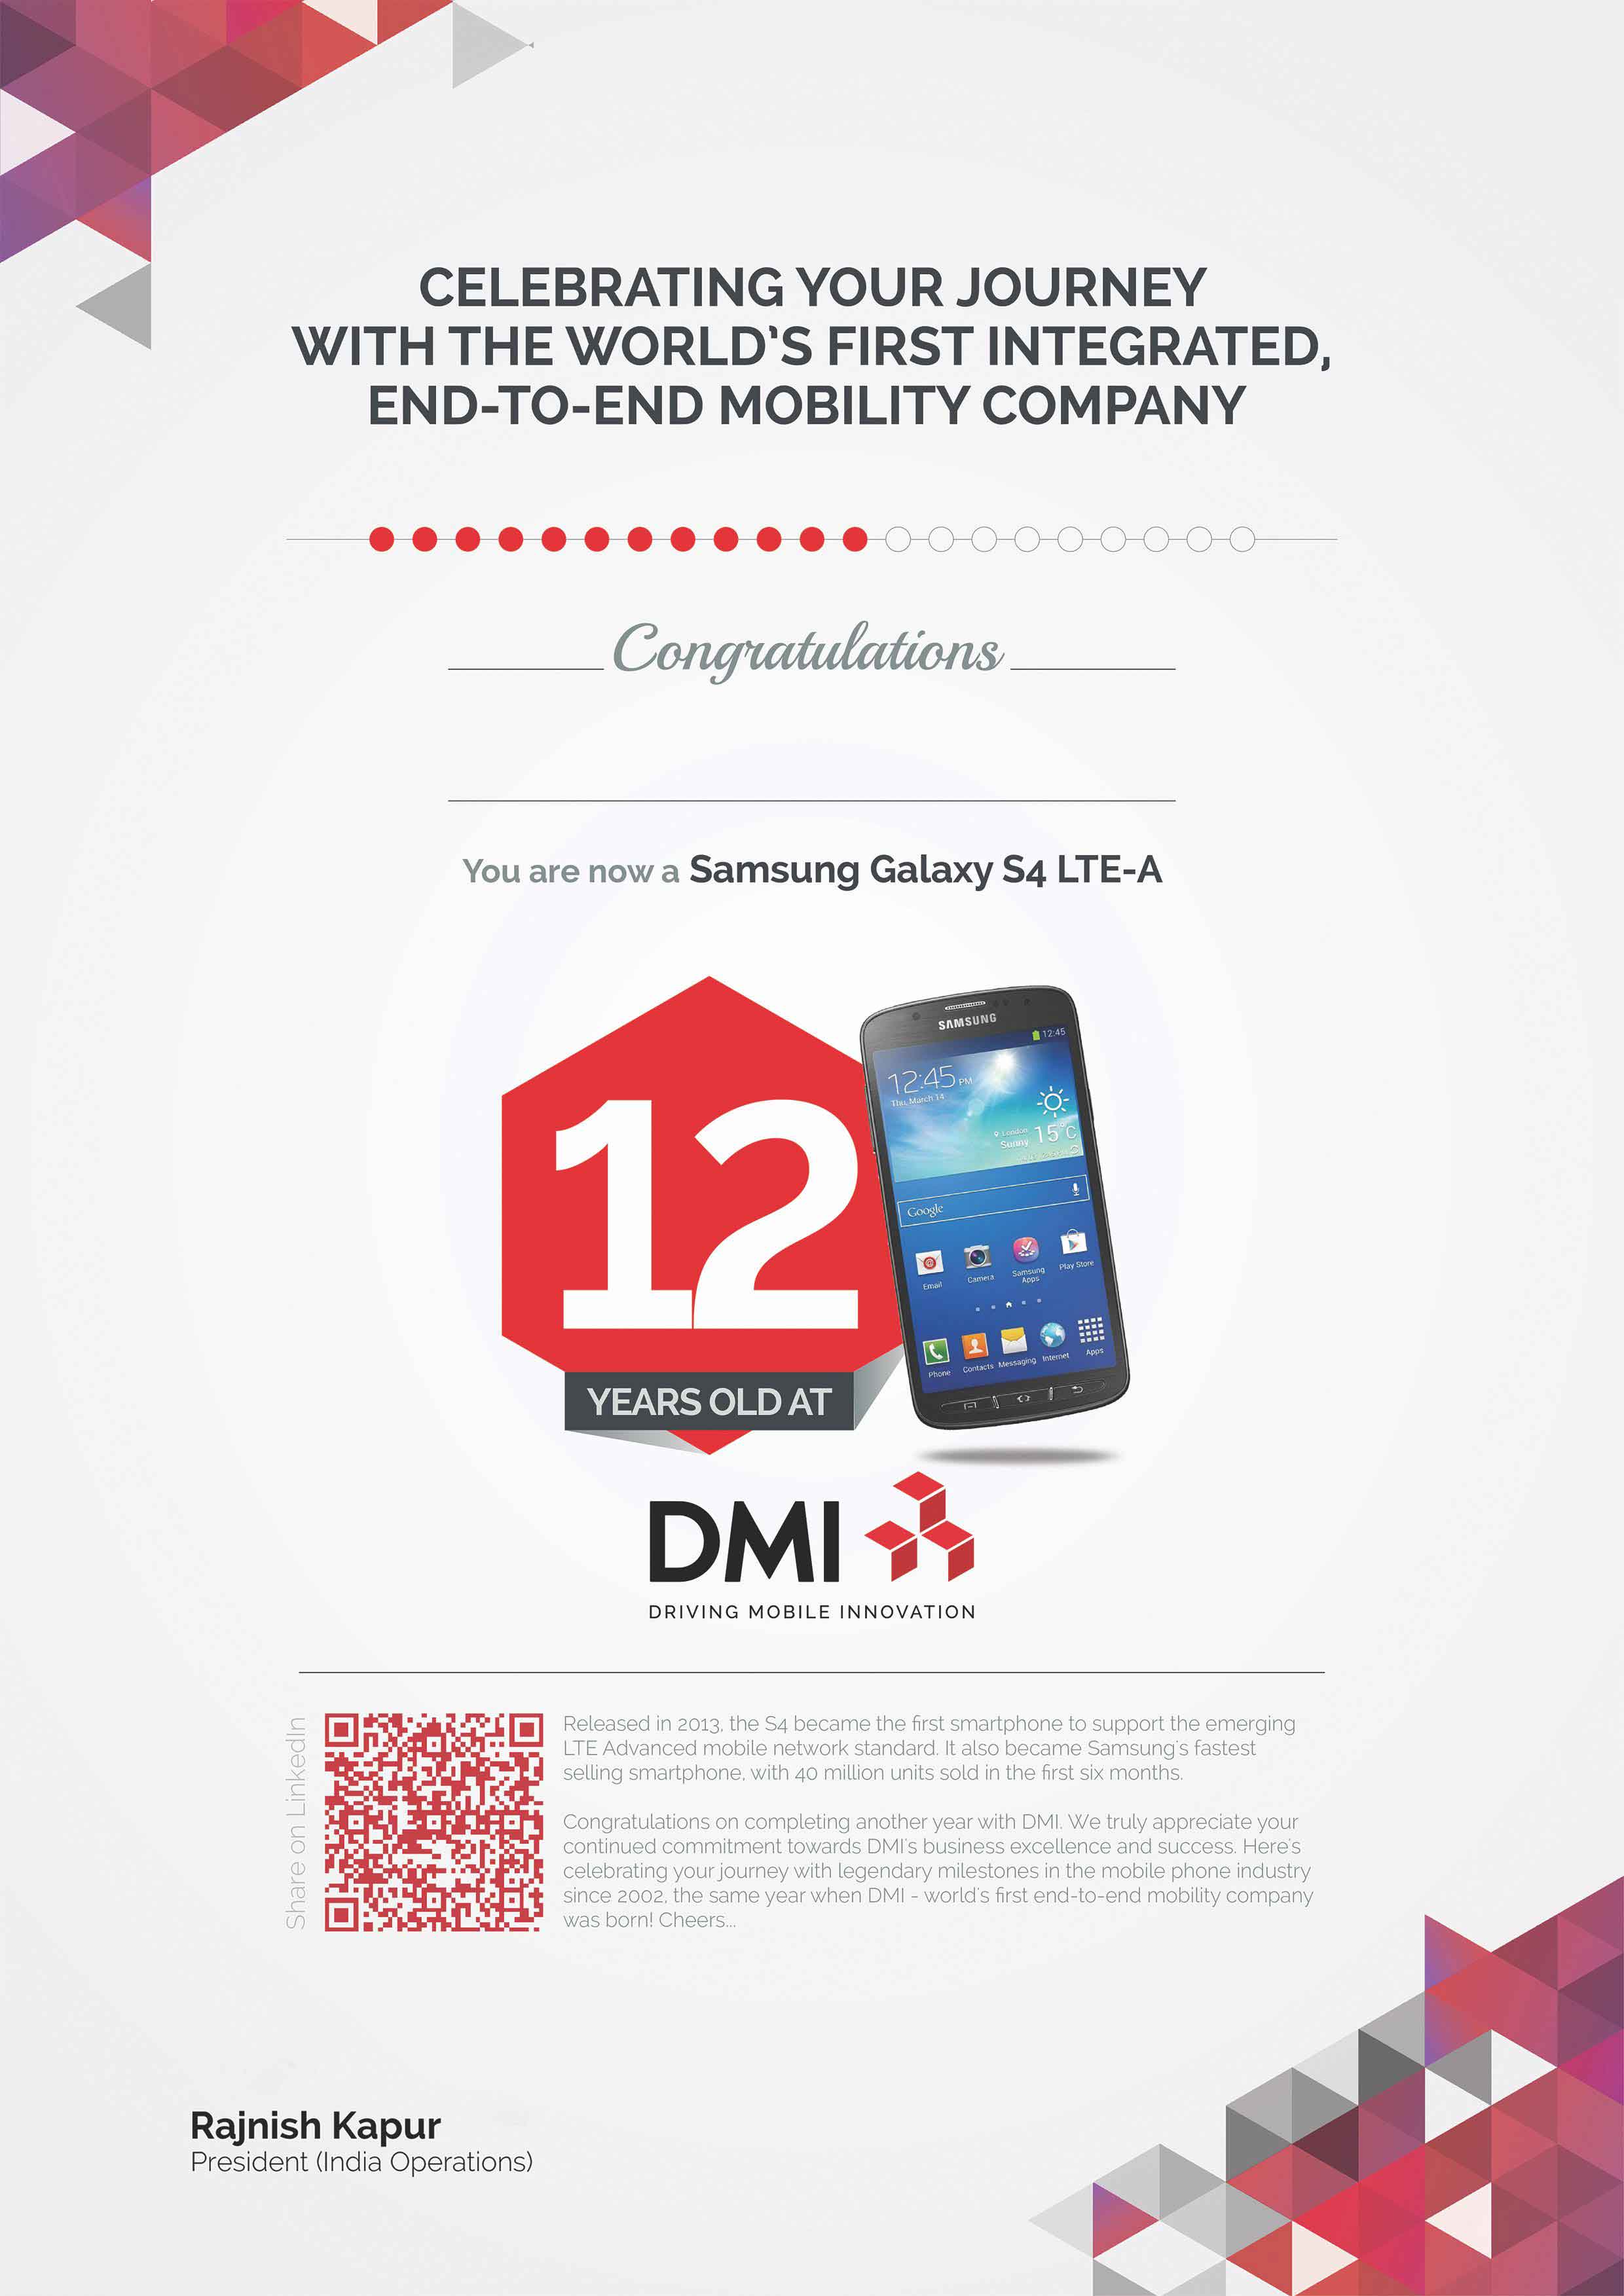 CELEBRATING YOUR JOURNEY
WITH THE WORLD'S FIRST INTEGRATED,
END-TO-END MOBILITY COMPANY
Congratulations
You are now a Samsung Galaxy S4 LTE-A
12
YEARS OLD AT
SAMSUNG
12:45
12:45 PM
Thu, March 14
London
Sunny 15°C
Google
Email
Camera
Samsung Apps
Play Store
Phone
Contacts
Messaging
Internet
Apps
DMI
DRIVING MOBILE INNOVATION
Share on LinkedIn
Released in 2013, the S4 became the first smartphone to support the emerging
LTE Advanced mobile network standard. It also became Samsung's fastest
selling smartphone, with 40 million units sold in the first six months.
Congratulations on completing another year with DMI. We truly appreciate your
continued commitment towards DMI's business excellence and success. Here's
celebrating your journey with legendary milestones in the mobile phone industry
since 2002, the same year when DMI - world's first end-to-end mobility company
was born! Cheers...
Rajnish Kapur
President (India Operations)